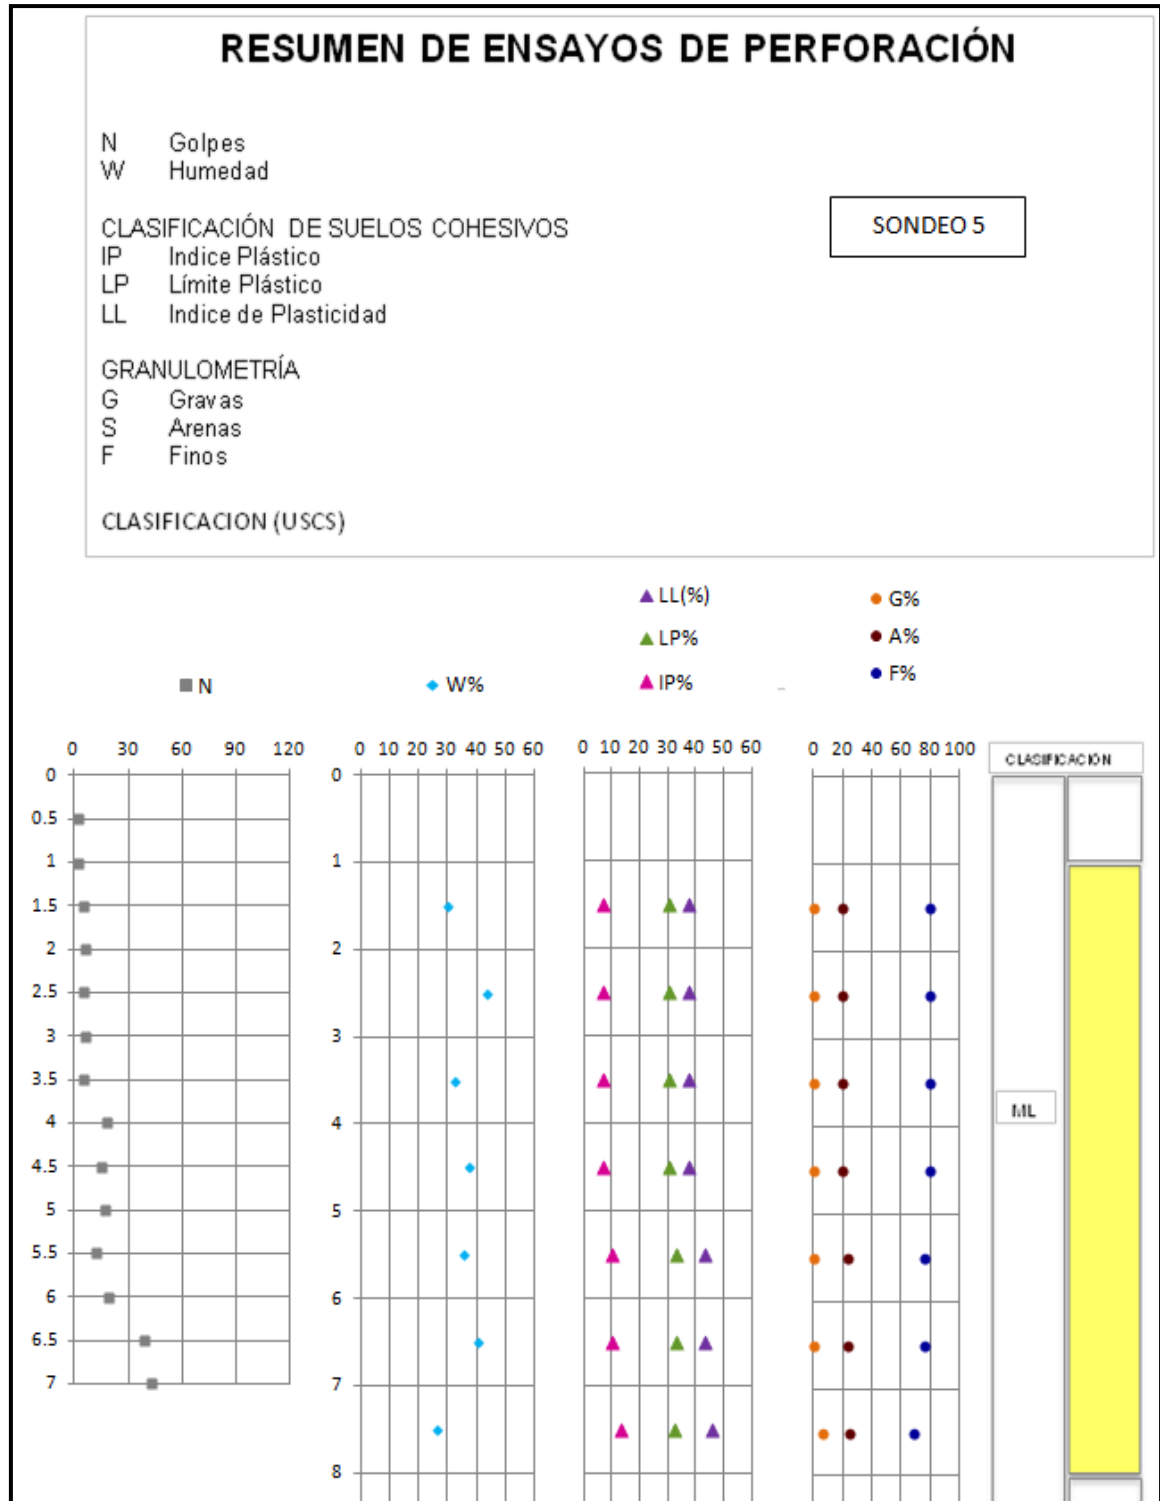 RESUMEN DE ENSAYOS DE PERFORACIÓN
N Golpes
W Humedad
CLASIFICACIÓN DE SUELOS COHESIVOS
SONDEO 5
IP Indice Plástico
LP Límite Plástico
LL Indice de Plasticidad
GRANULOMETRÍA
G Gravas
S Arenas
F Finos
CLASIFICACION (USCS)
N
W%
LL(%)
LP%
IP%
G%
A%
F%
0 30 60 90 120
0
0.5
1
1.5
2
2.5
3
3.5
4
4.5
5
5.5
6
6.5
7
0 10 20 30 40 50 60
0
1
2
3
4
5
6
7
8
0 10 20 30 40 50 60
0 20 40 60 80 100
CLASIFICACIÓN
ML